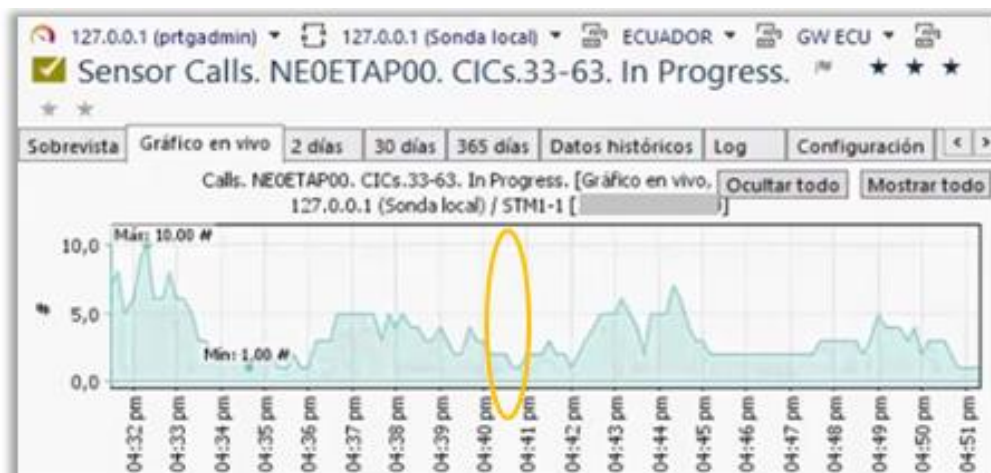 127.0.0.1 (prtgadmin) 127.0.0.1 (Sonda local) ECUADOR GW ECU
Sensor Calls. NE0ETAP00. CICs.33-63. In Progress.
Sobrevista Gráfico en vivo 2 días 30 días 365 días Datos históricos Log Configuración < >
Calls. NE0ETAP00. CICs.33-63. In Progress. [Gráfico en vivo, Ocultar todo Mostrar todo
127.0.0.1 (Sonda local) / STM1-1 [ ]
Máx: 10.00 #
10,0
5,0
#
Mín: 1.00 #
0,0
04:32 pm 04:33 pm 04:34 pm 04:35 pm 04:36 pm 04:37 pm 04:38 pm 04:39 pm 04:40 pm 04:41 pm 04:42 pm 04:43 pm 04:44 pm 04:45 pm 04:46 pm 04:47 pm 04:48 pm 04:49 pm 04:50 pm 04:51 pm